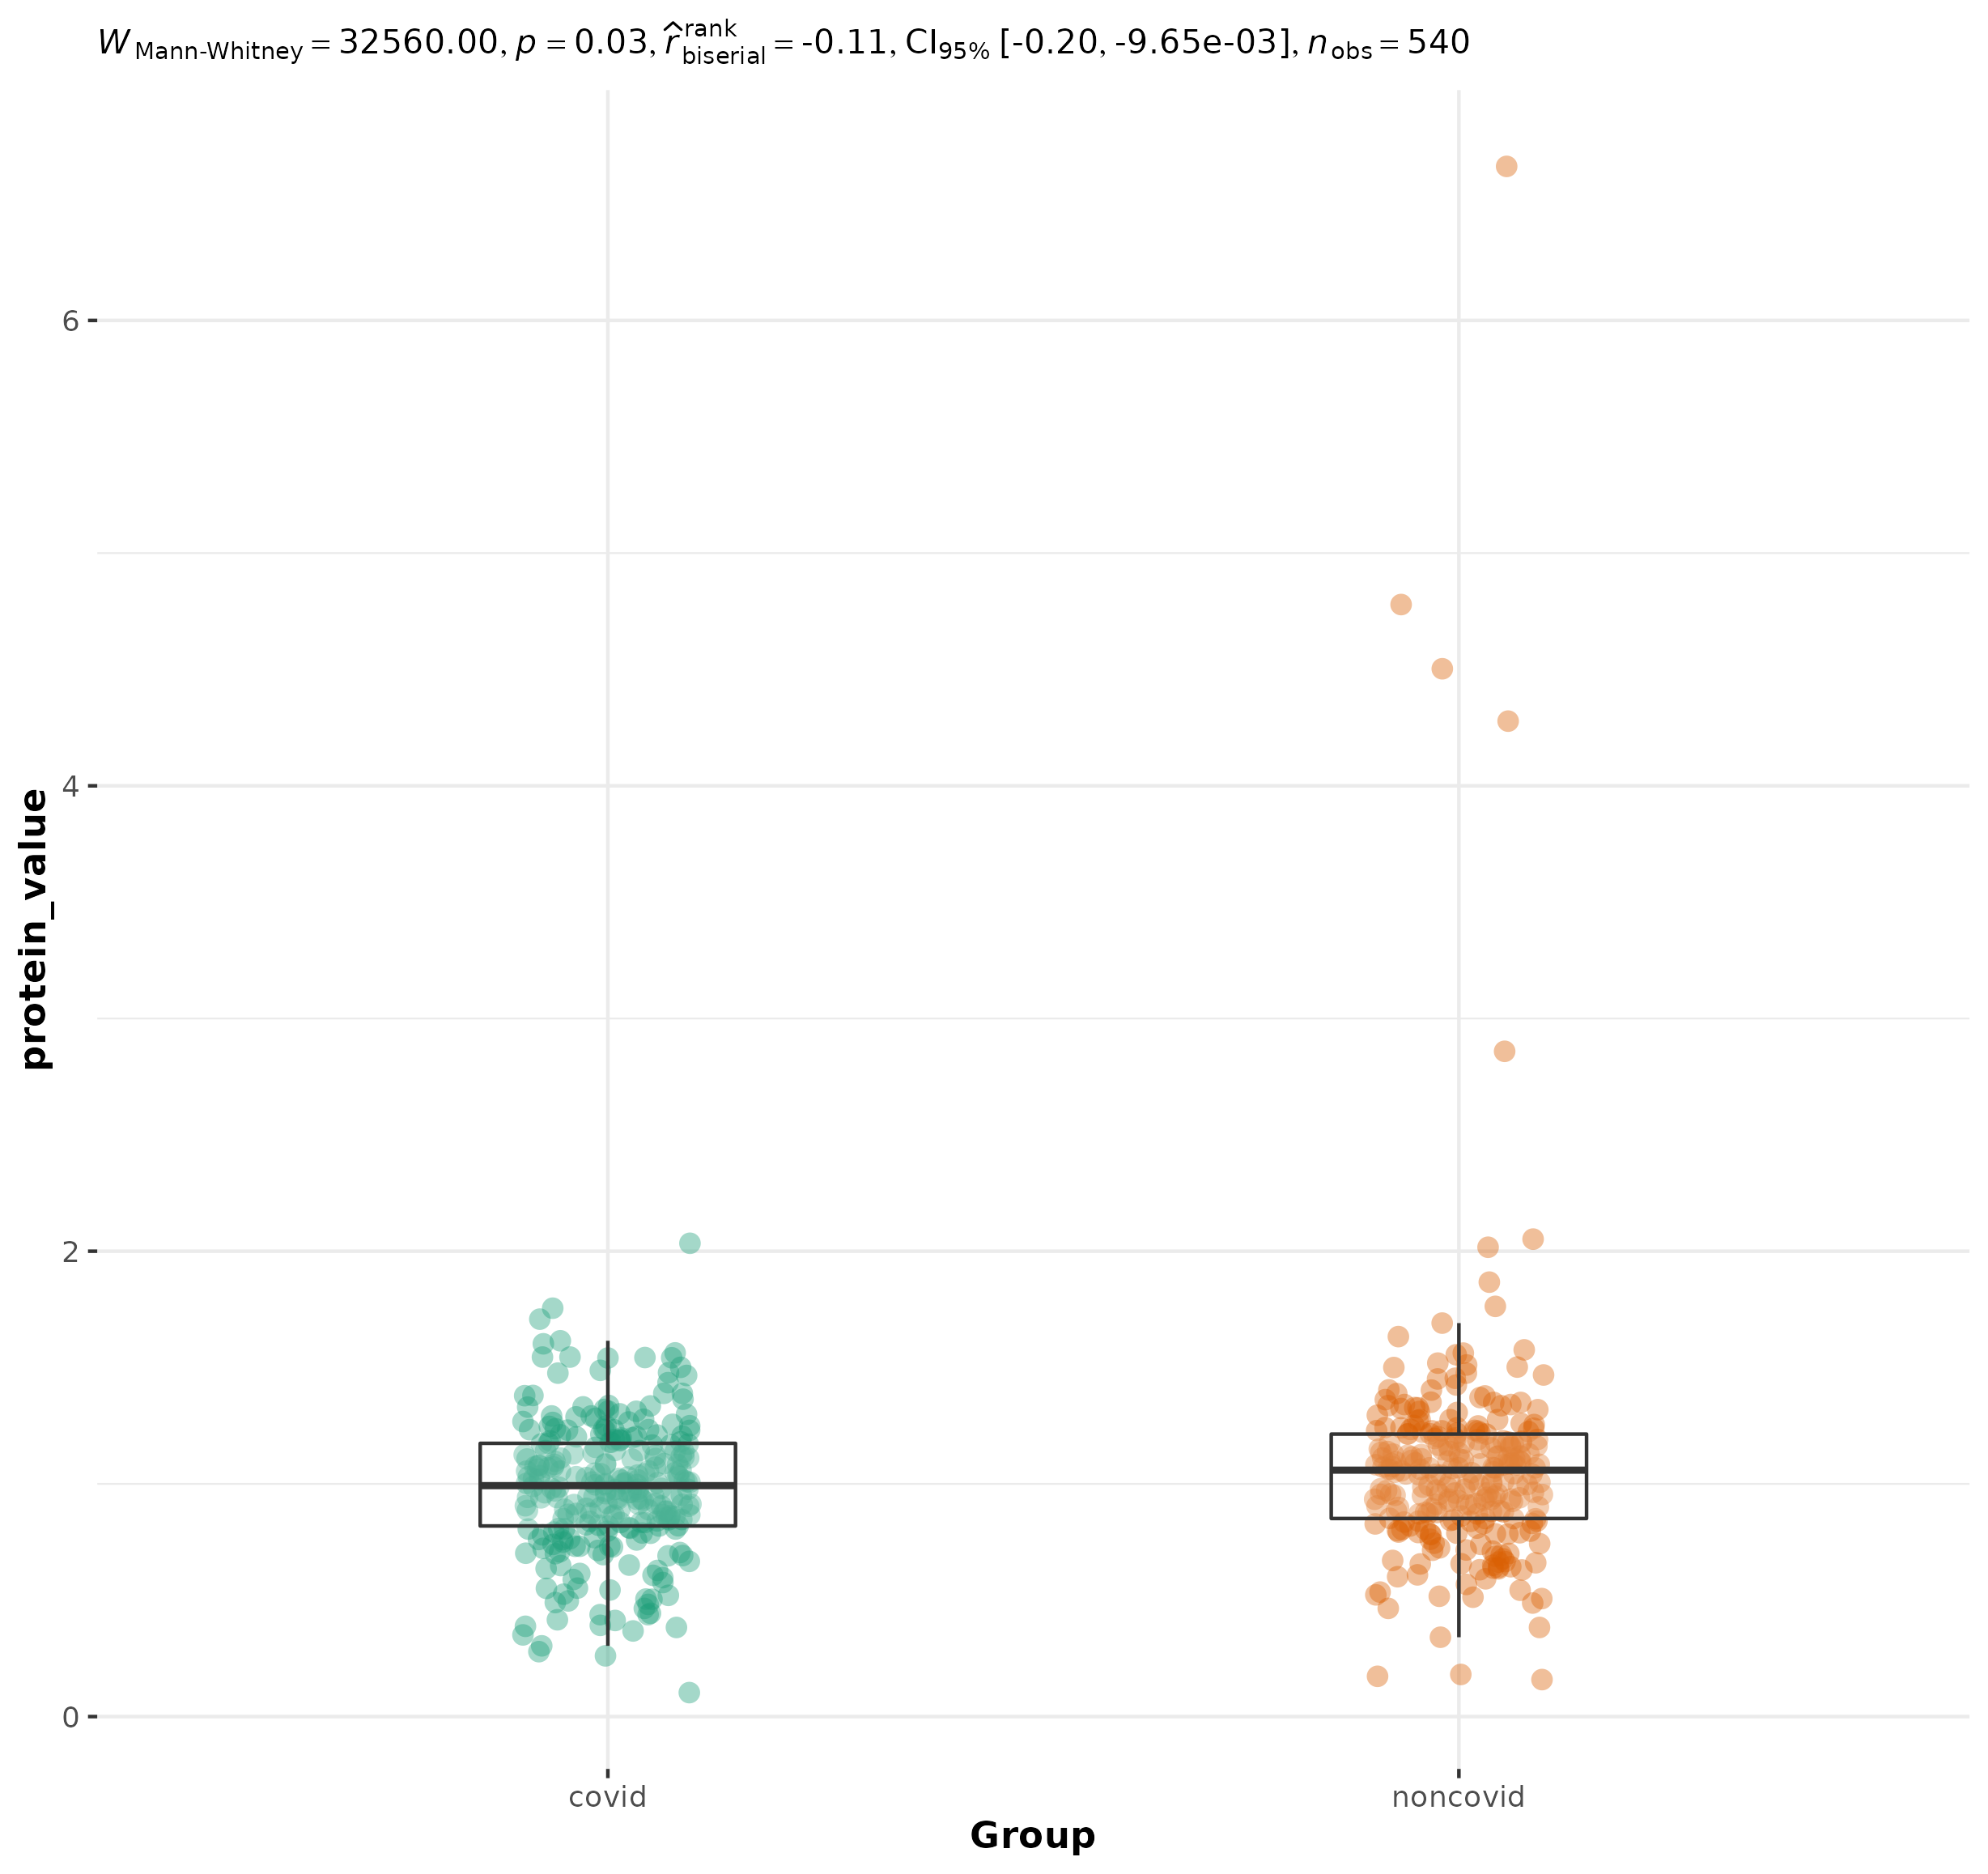 W Mann-Whitney = 32560.00, p = 0.03, r̂ rank biserial = -0.11, CI95% [-0.20, -9.65e-03], nobs = 540
6
4
2
0
protein_value
covid noncovid
Group